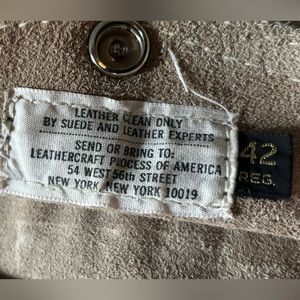 LEATHER CLEAN ONLY
BY SUEDE AND LEATHER EXPERTS
SEND OR BRING TO:
LEATHERCRAFT PROCESS OF AMERICA
54 WEST 56th STREET
NEW YORK, NEW YORK 10019
42
REG.